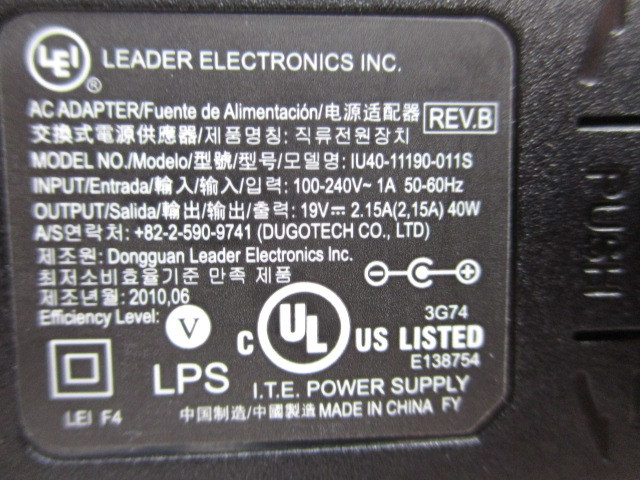 LEI ® LEADER ELECTRONICS INC.
AC ADAPTER/Fuente de Alimentación/电源适配器 REV.B
交換式電源供應器/제품명칭: 직류전원장치
MODEL NO./Modelo/型號/型号/모델명: IU40-11190-011S
INPUT/Entrada/輸入/输入/입력: 100-240V~ 1A 50-60Hz
OUTPUT/Salida/輸出/输出/출력: 19V⎓ 2.15A(2,15A) 40W
A/S연락처: +82-2-590-9741 (DUGOTECH CO., LTD)
제조원: Dongguan Leader Electronics Inc.
최저소비효율기준 만족 제품
제조년월: 2010,06
Efficiency Level: V
C UL US LISTED
3G74
E138754
LPS
I.T.E. POWER SUPPLY
LEI F4
中国制造/中國製造 MADE IN CHINA FY
PUSH